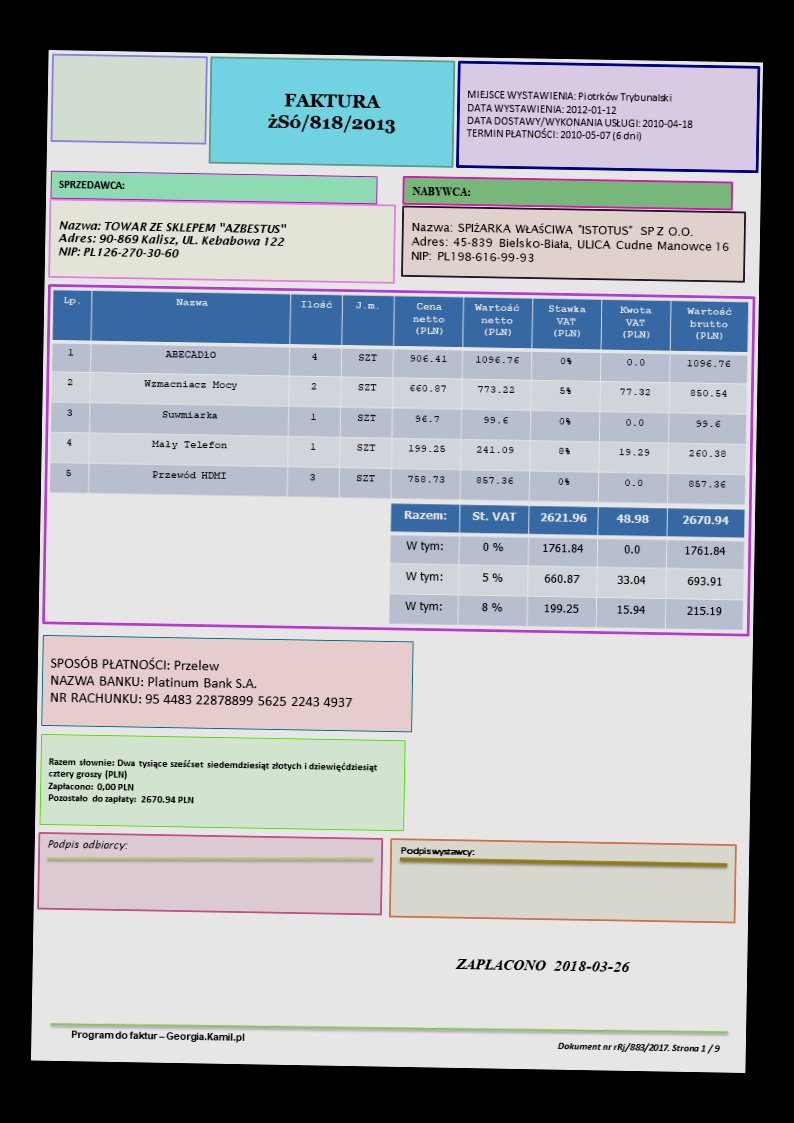 FAKTURA
żSó/818/2013
MIEJSCE WYSTAWIENIA: Piotrków Trybunalski
DATA WYSTAWIENIA: 2012-01-12
DATA DOSTAWY/WYKONANIA USŁUGI: 2010-04-18
TERMIN PŁATNOŚCI: 2010-05-07 (6 dni)
SPRZEDAWCA:
Nazwa: TOWAR ZE SKLEPEM "AZBESTUS"
Adres: 90-869 Kalisz, UL. Kebabowa 122
NIP: PL126-270-30-60
NABYWCA:
Nazwa: SPIŻARKA WŁAŚCIWA "ISTOTUS" SP Z O.O.
Adres: 45-839 Bielsko-Biała, ULICA Cudne Manowce 16
NIP: PL198-616-99-93
Lp. Nazwa Ilość J.m. Cena netto (PLN) Wartość netto (PLN) Stawka VAT (PLN) Kwota VAT (PLN) Wartość brutto (PLN)
1 ABECADŁO 4 SZT 906.41 1096.76 0% 0.0 1096.76
2 Wzmacniacz Mocy 2 SZT 660.87 773.22 5% 77.32 850.54
3 Suwmiarka 1 SZT 96.7 99.6 0% 0.0 99.6
4 Mały Telefon 1 SZT 199.25 241.09 8% 19.29 260.38
5 Przewód HDMI 3 SZT 758.73 857.36 0% 0.0 857.36
Razem: St. VAT 2621.96 48.98 2670.94
W tym: 0 % 1761.84 0.0 1761.84
W tym: 5 % 660.87 33.04 693.91
W tym: 8 % 199.25 15.94 215.19
SPOSÓB PŁATNOŚCI: Przelew
NAZWA BANKU: Platinum Bank S.A.
NR RACHUNKU: 95 4483 22878899 5625 2243 4937
Razem słownie: Dwa tysiące sześćset siedemdziesiąt złotych i dziewięćdziesiąt
cztery groszy (PLN)
Zapłacono: 0,00 PLN
Pozostało do zapłaty: 2670.94 PLN
Podpis odbiorcy:
Podpis wystawcy:
ZAPŁACONO 2018-03-26
Program do faktur – Georgia.Kamil.pl
Dokument nr rRj/883/2017. Strona 1 / 9